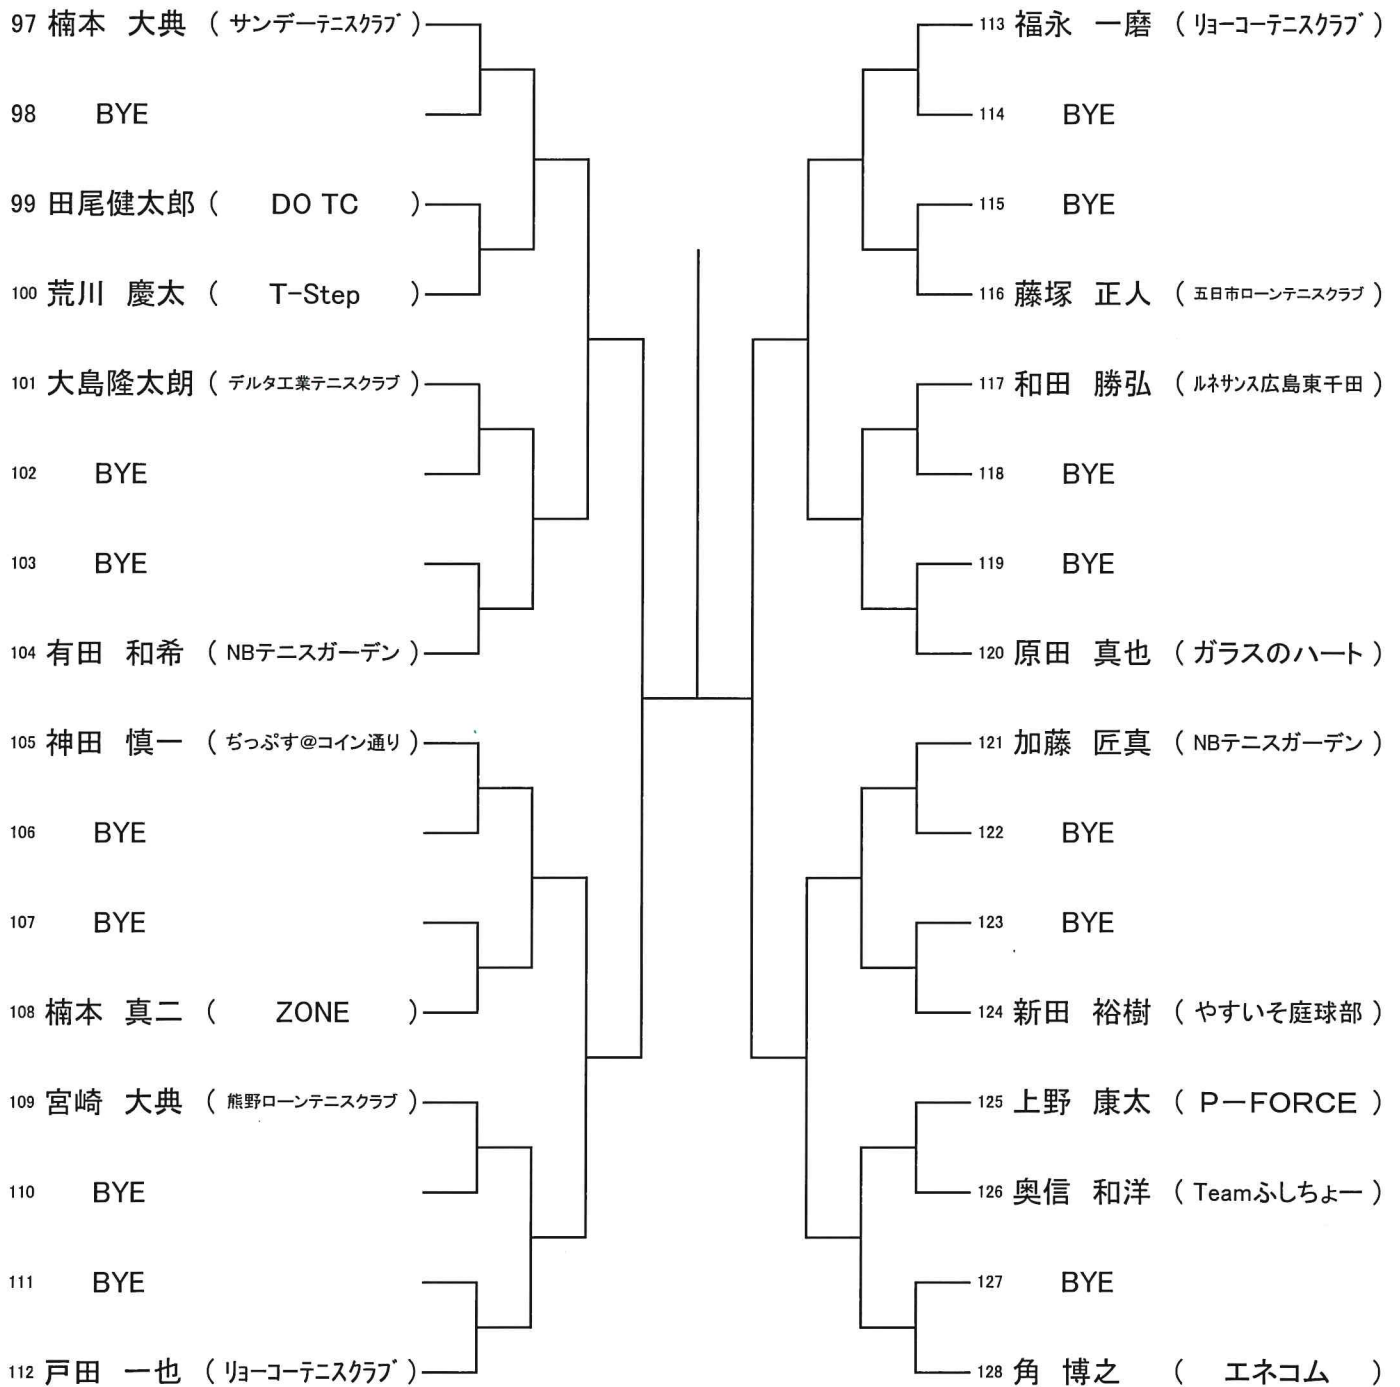 97 楠本 大典 ( サンデーテニスクラブ )
98 BYE
99 田尾健太郎 ( DO TC )
100 荒川 慶太 ( T-Step )
101 大島隆太朗 ( デルタ工業テニスクラブ )
102 BYE
103 BYE
104 有田 和希 ( NBテニスガーデン )
105 神田 慎一 ( ぢっぷす@コイン通り )
106 BYE
107 BYE
108 楠本 真二 ( ZONE )
109 宮崎 大典 ( 熊野ローンテニスクラブ )
110 BYE
111 BYE
112 戸田 一也 ( リョーコーテニスクラブ )
113 福永 一磨 ( リョーコーテニスクラブ )
114 BYE
115 BYE
116 藤塚 正人 ( 五日市ローンテニスクラブ )
117 和田 勝弘 ( ルネサンス広島東千田 )
118 BYE
119 BYE
120 原田 真也 ( ガラスのハート )
121 加藤 匠真 ( NBテニスガーデン )
122 BYE
123 BYE
124 新田 裕樹 ( やすいそ庭球部 )
125 上野 康太 ( P－FORCE )
126 奥信 和洋 ( Teamふしちょー )
127 BYE
128 角 博之 ( エネコム )